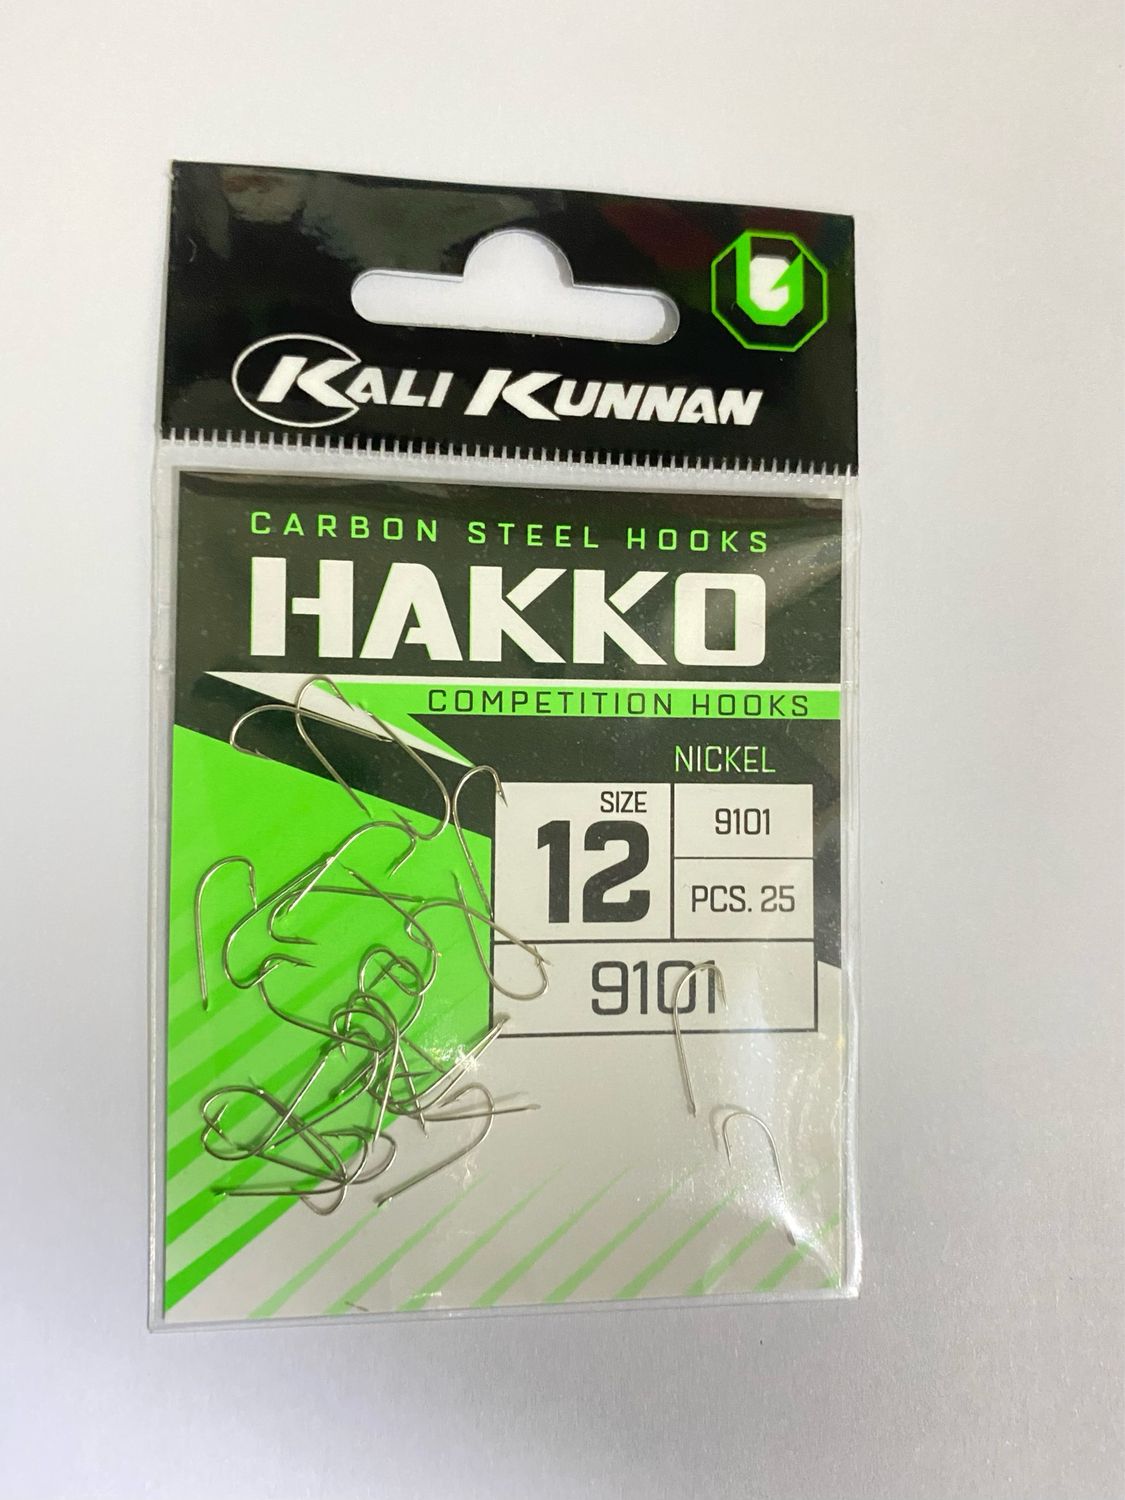 KALI KUNNAN
CARBON STEEL HOOKS
HAKKO
COMPETITION HOOKS
NICKEL
SIZE
12
9101
PCS. 25
9101